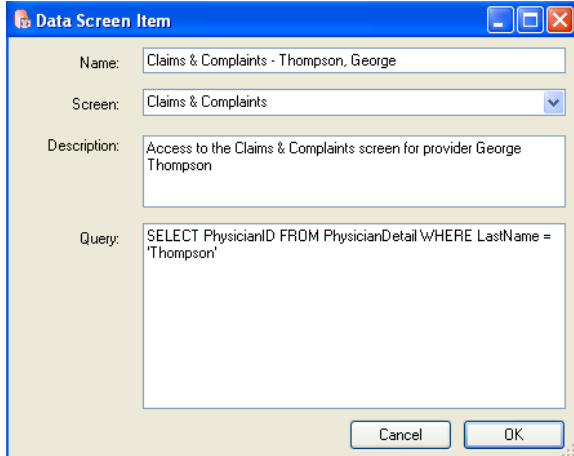 Data Screen Item
Name: Claims & Complaints - Thompson, George
Screen: Claims & Complaints
Description: Access to the Claims & Complaints screen for provider George
Thompson
Query: SELECT PhysicianID FROM PhysicianDetail WHERE LastName =
'Thompson'
Cancel OK